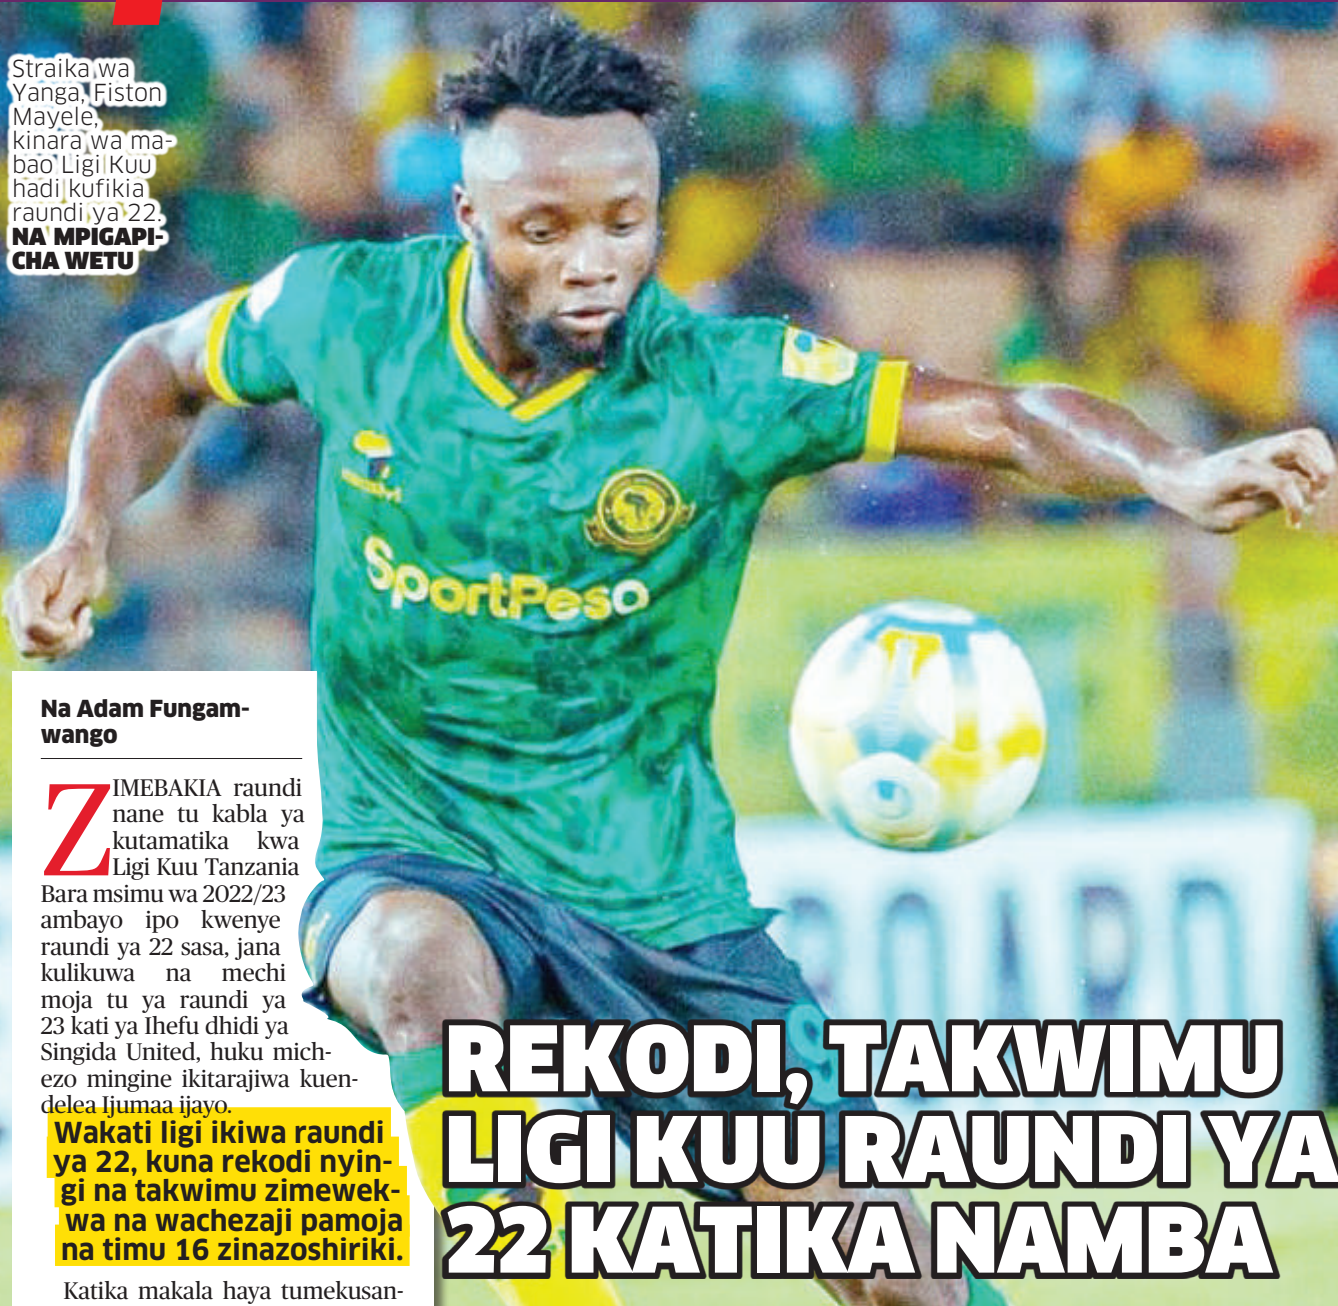 Straika wa
Yanga, Fiston
Mayele,
kinara wa ma-
bao Ligi Kuu
hadi kufikia
raundi ya 22.
NA MPIGAPI-
CHA WETU
SportPesa
Na Adam Fungam-
wango
ZIMEBAKIA raundi
nane tu kabla ya
kutamatika kwa
Ligi Kuu Tanzania
Bara msimu wa 2022/23
ambayo ipo kwenye
raundi ya 22 sasa, jana
kulikuwa na mechi
moja tu ya raundi ya
23 kati ya Ihefu dhidi ya
Singida United, huku mich-
ezo mingine ikitarajiwa kuen-
delea Ijumaa ijayo.
Wakati ligi ikiwa raundi
ya 22, kuna rekodi nyin-
gi na takwimu zimewek-
wa na wachezaji pamoja
na timu 16 zinazoshiriki.
Katika makala haya tumekusan-
REKODI, TAKWIMU
LIGI KUU RAUNDI YA
22 KATIKA NAMBA